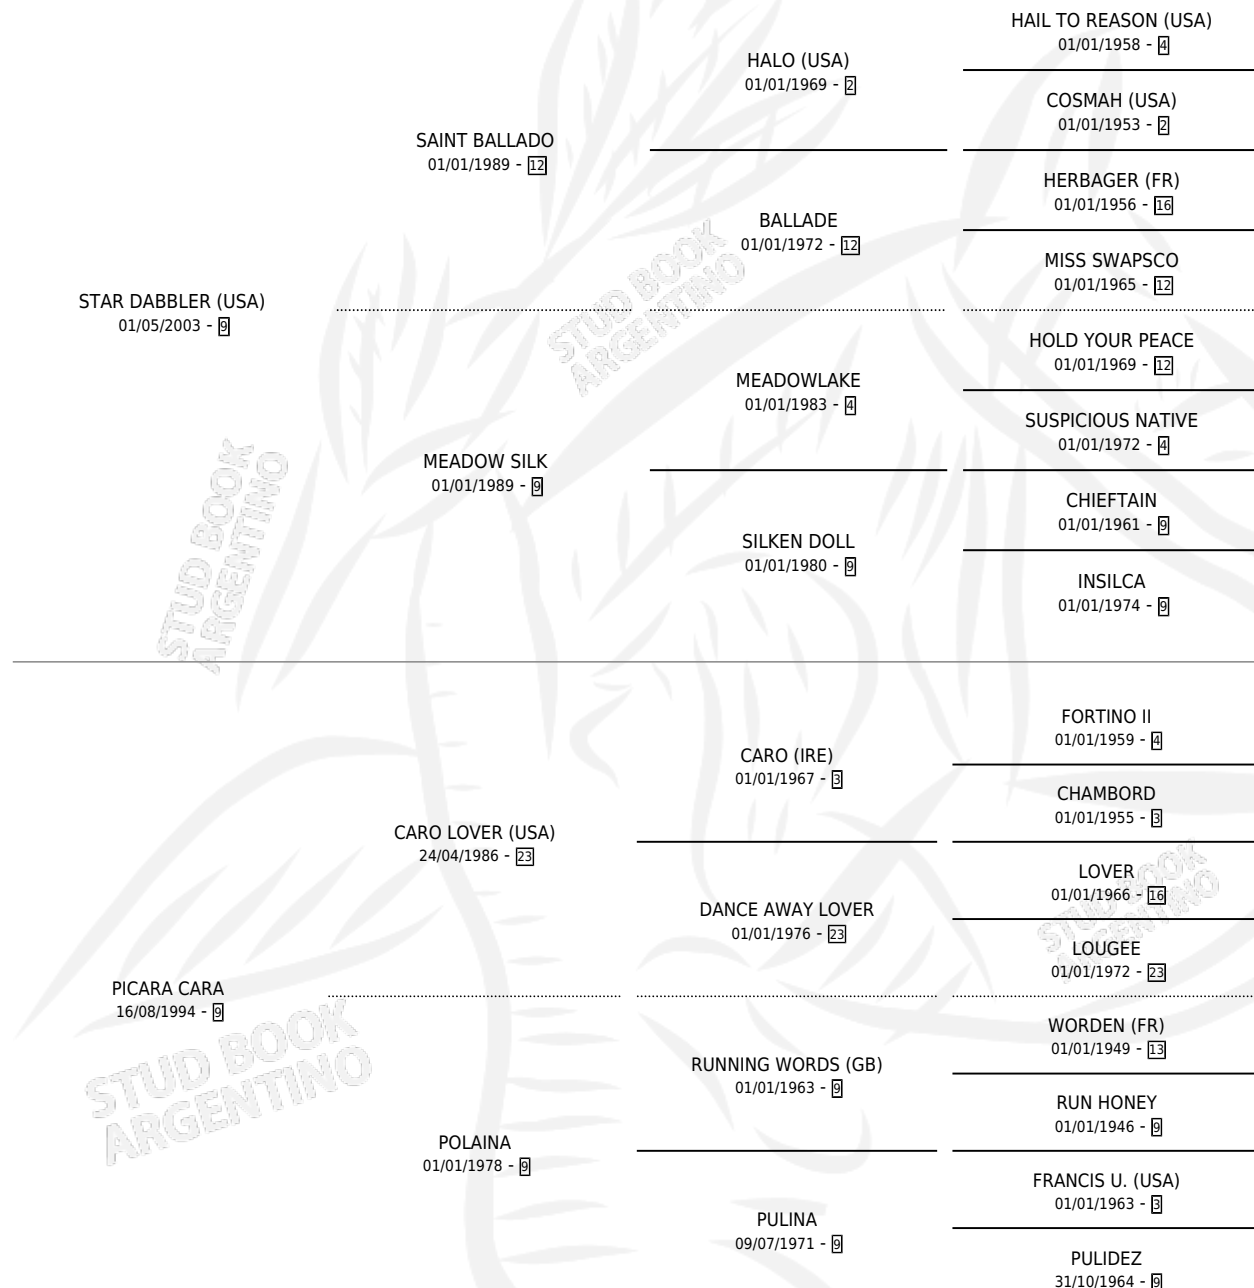 STAR DABBLER (USA)
01/05/2003 - 9
SAINT BALLADO
01/01/1989 - 12
MEADOW SILK
01/01/1989 - 9
HALO (USA)
01/01/1969 - 2
BALLADE
01/01/1972 - 12
MEADOWLAKE
01/01/1983 - 4
SILKEN DOLL
01/01/1980 - 9
HAIL TO REASON (USA)
01/01/1958 - 4
COSMAH (USA)
01/01/1953 - 2
HERBAGER (FR)
01/01/1956 - 16
MISS SWAPSCO
01/01/1965 - 12
HOLD YOUR PEACE
01/01/1969 - 12
SUSPICIOUS NATIVE
01/01/1972 - 4
CHIEFTAIN
01/01/1961 - 9
INSILCA
01/01/1974 - 9
PICARA CARA
16/08/1994 - 9
CARO LOVER (USA)
24/04/1986 - 23
POLAINA
01/01/1978 - 9
CARO (IRE)
01/01/1967 - 3
DANCE AWAY LOVER
01/01/1976 - 23
RUNNING WORDS (GB)
01/01/1963 - 9
PULINA
09/07/1971 - 9
FORTINO II
01/01/1959 - 4
CHAMBORD
01/01/1955 - 3
LOVER
01/01/1966 - 16
LOUGEE
01/01/1972 - 23
WORDEN (FR)
01/01/1949 - 13
RUN HONEY
01/01/1946 - 9
FRANCIS U. (USA)
01/01/1963 - 3
PULIDEZ
31/10/1964 - 9
STUD BOOK
ARGENTINO
STUD BOOK
ARGENTINO
STUD BOOK
ARGENTINO
STUD BOOK
ARGENTINO